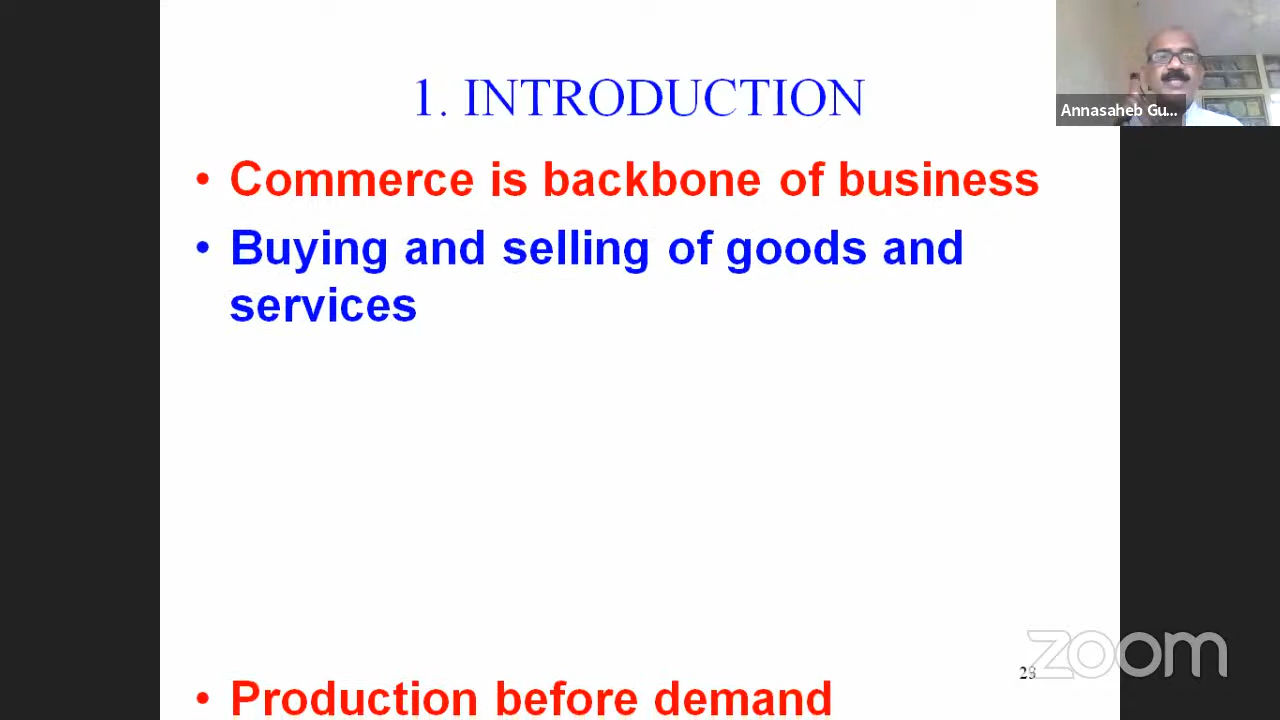 1. INTRODUCTION
Annasaheb Gu...
• Commerce is backbone of business
• Buying and selling of goods and
services
zoom
• Production before demand